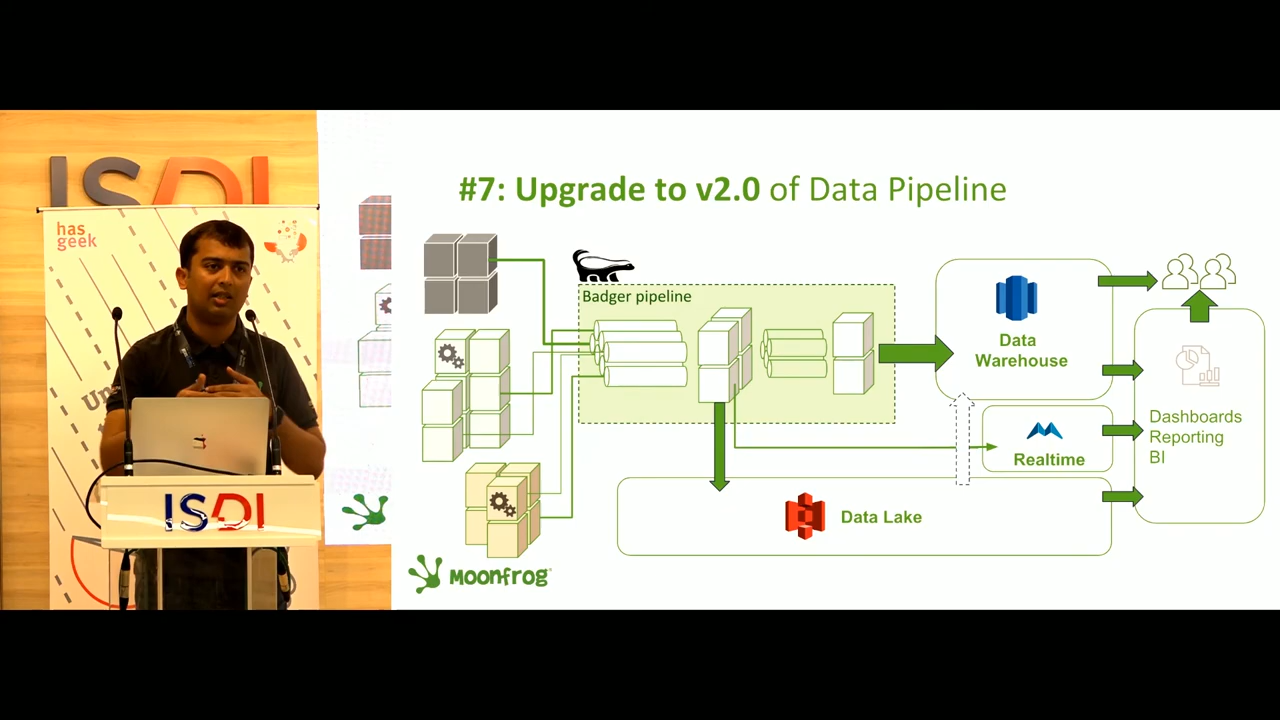 ISDI
has
geek
Un
ISDI
#7: Upgrade to v2.0 of Data Pipeline
Badger pipeline
Data
Warehouse
Realtime
Dashboards
Reporting
BI
Data Lake
MOONFROG